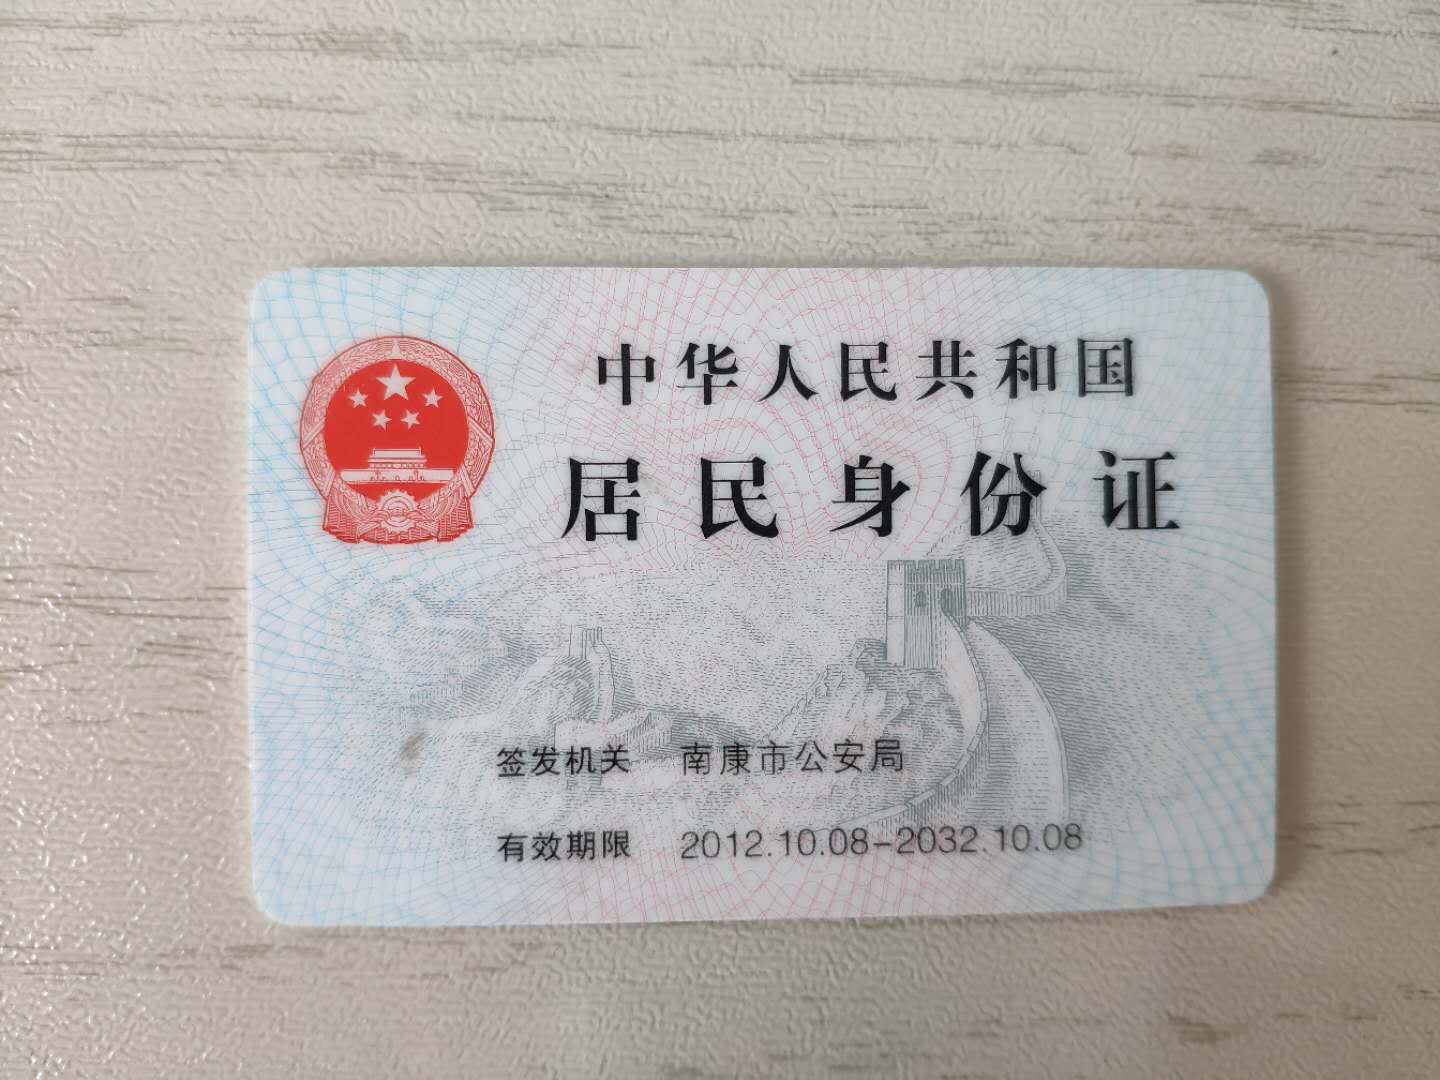 中华人民共和国
居民身份证
签发机关 南康市公安局
有效期限 2012.10.08-2032.10.08